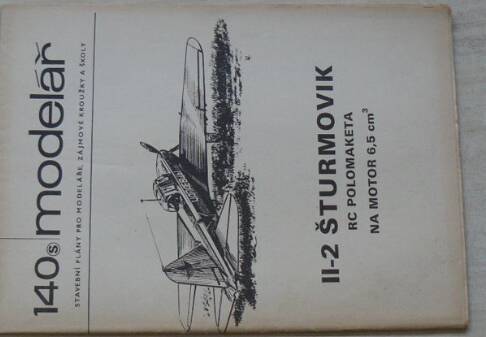 140(s) modelář
STAVEBNÍ PLÁNY PRO MODELÁŘE, ZÁJMOVÉ KROUŽKY A ŠKOLY
Il-2 ŠTURMOVIK
RC POLOMAKETA
NA MOTOR 6,5 cm³